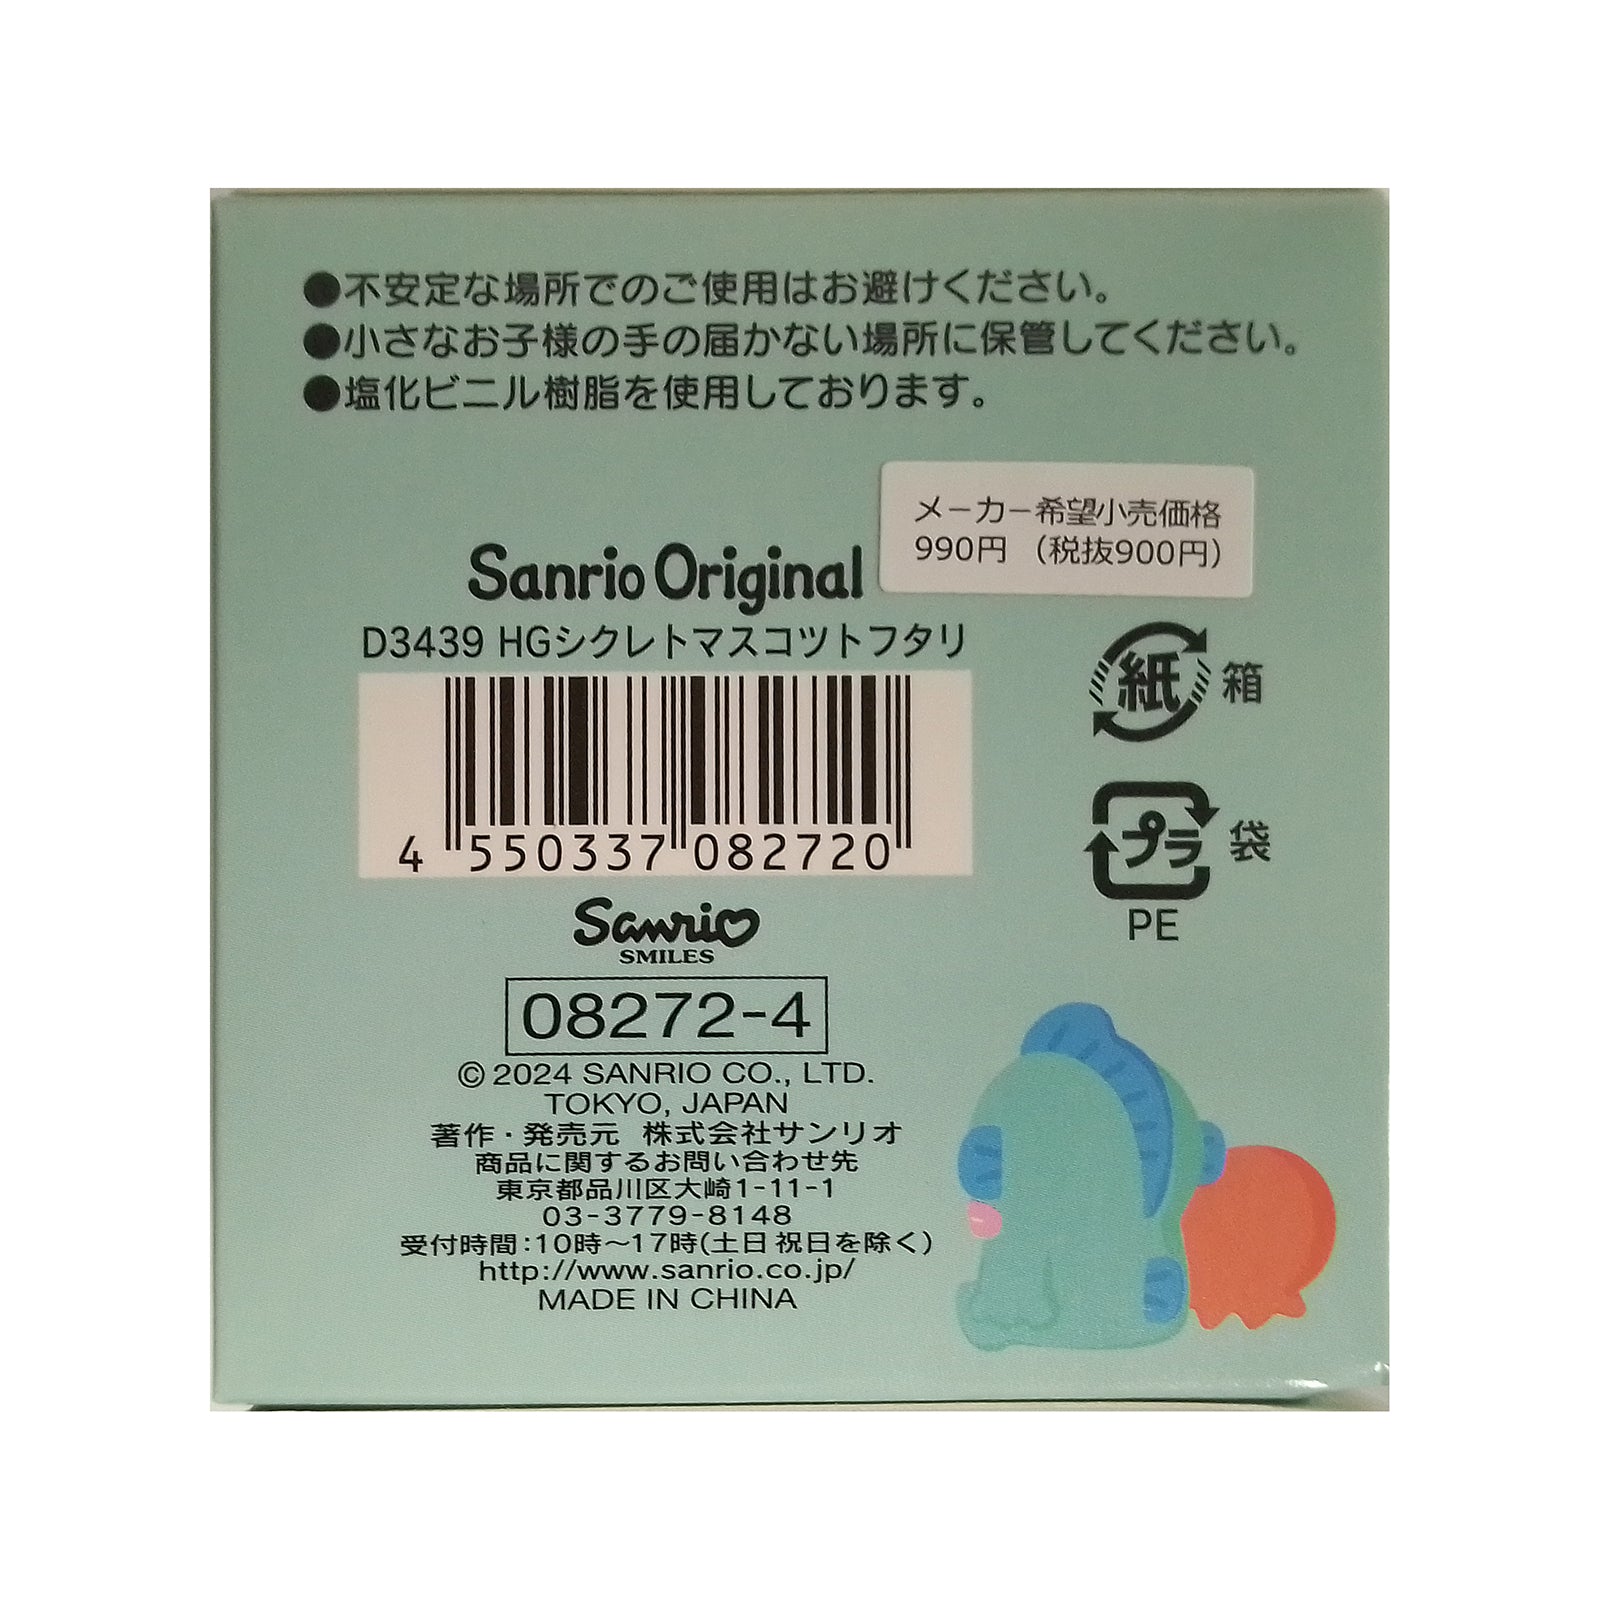 ●不安定な場所でのご使用はお避けください。
●小さなお子様の手の届かない場所に保管してください。
●塩化ビニル樹脂を使用しております。
メーカー希望小売価格
990円 (税抜900円)
Sanrio Original
D3439 HGシクレトマスコツトフタリ
4 550337 082720
紙 箱
プラ 袋
PE
Sanrio
SMILES
08272-4
© 2024 SANRIO CO., LTD.
TOKYO, JAPAN
著作・発売元 株式会社サンリオ
商品に関するお問い合わせ先
東京都品川区大崎1-11-1
03-3779-8148
受付時間:10時〜17時(土日 祝日を除く)
http://www.sanrio.co.jp/
MADE IN CHINA